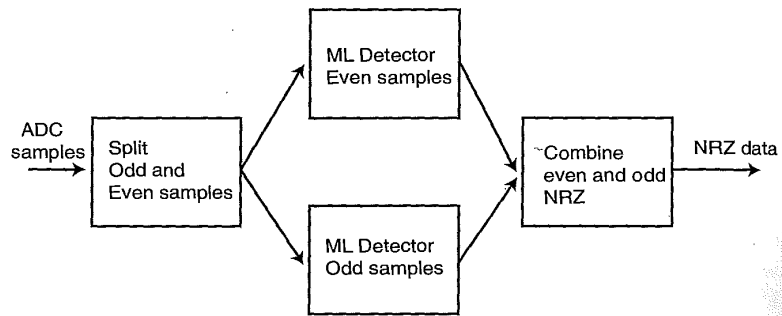 ADC
samples
Split
Odd and
Even samples
ML Detector
Even samples
ML Detector
Odd samples
Combine
even and odd
NRZ
NRZ data